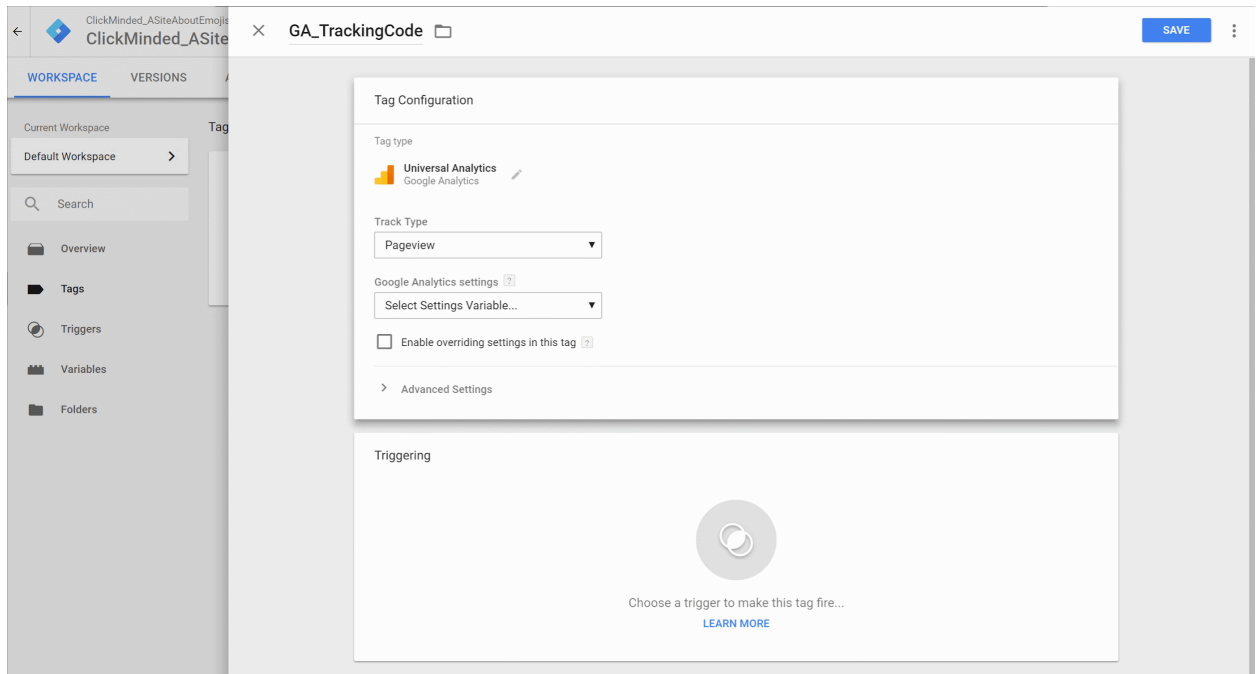 ClickMinded_ASiteAboutEmojis
ClickMinded_ASite
GA_TrackingCode
SAVE
WORKSPACE
VERSIONS
Current Workspace
Default Workspace
Search
Overview
Tags
Triggers
Variables
Folders
Tag
Tag Configuration
Tag type
Universal Analytics
Google Analytics
Track Type
Pageview
Google Analytics settings ?
Select Settings Variable...
Enable overriding settings in this tag ?
Advanced Settings
Triggering
Choose a trigger to make this tag fire...
LEARN MORE